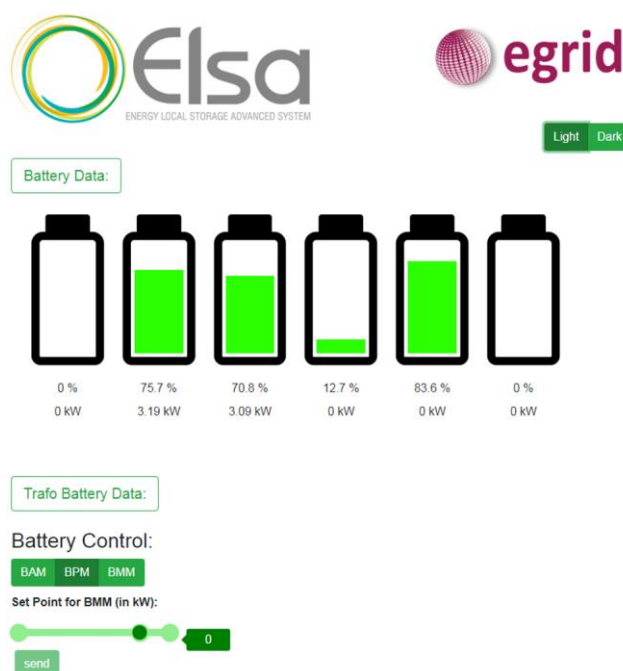 Elsa
ENERGY LOCAL STORAGE ADVANCED SYSTEM
egrid
Light Dark
Battery Data:
0 % 75.7 % 70.8 % 12.7 % 83.6 % 0 %
0 kW 3.19 kW 3.09 kW 0 kW 0 kW 0 kW
Trafo Battery Data:
Battery Control:
BAM BPM BMM
Set Point for BMM (in kW):
0
send